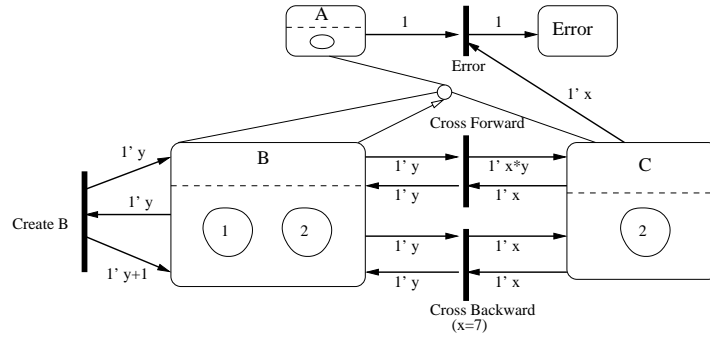 A
1
1
Error
Error
1' x
Cross Forward
1' y
B
1' y
1' x*y
C
1' y
1' y
1' x
Create B
1
2
2
1' y
1' x
1' y+1
1' y
1' x
Cross Backward
(x=7)